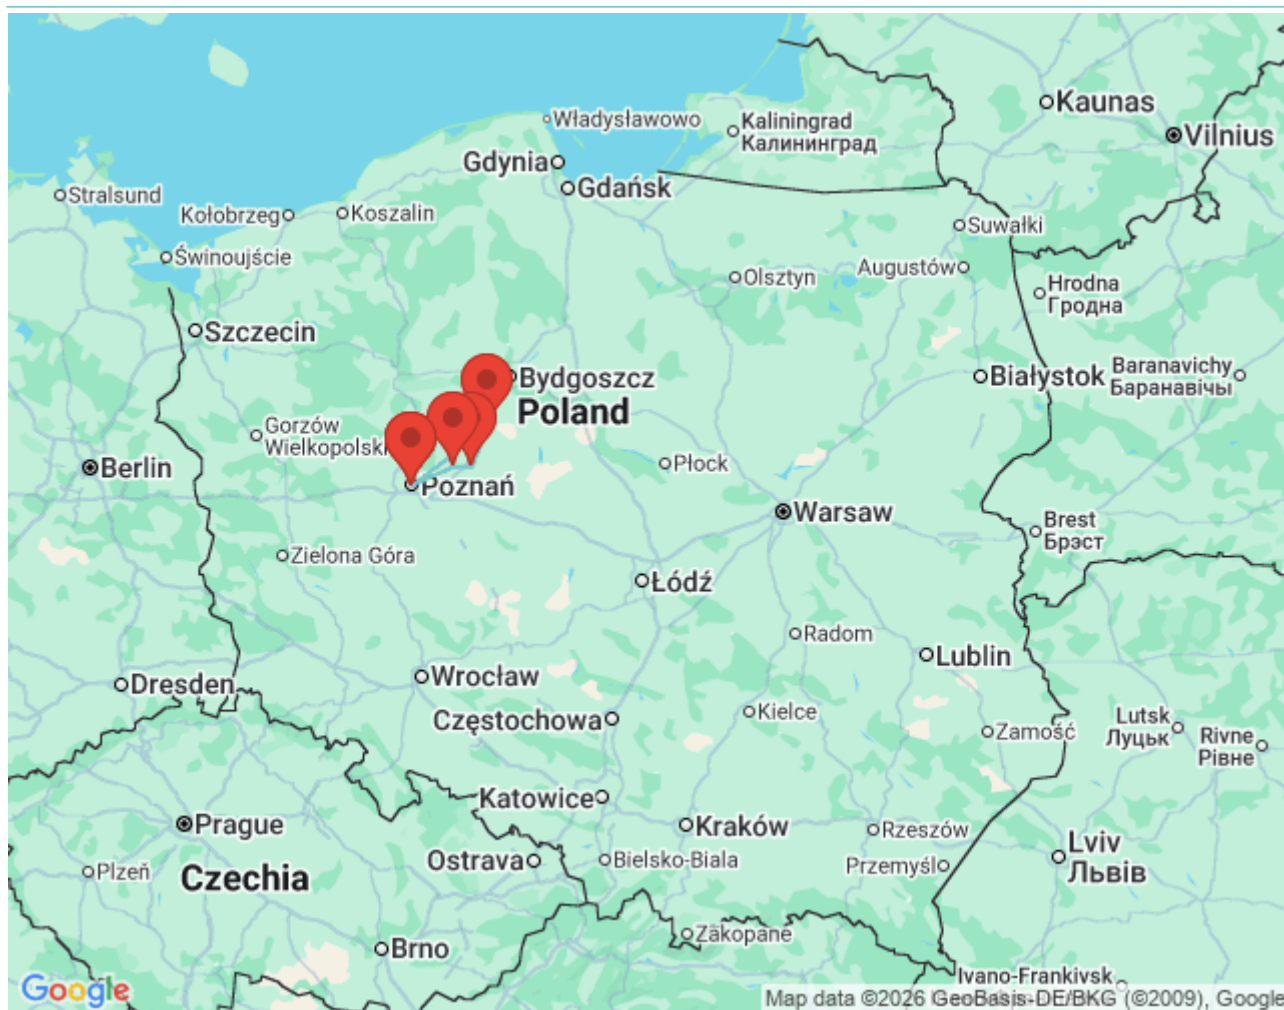 Władysławowo
Kaliningrad
Калининград
Kaunas
Vilnius
Gdynia
Gdańsk
Stralsund
Kołobrzeg
Koszalin
Suwałki
Świnoujście
Olsztyn
Augustów
Hrodna
Гродна
Szczecin
Bydgoszcz
Białystok
Baranavichy
Баранавічы
Poland
Gorzów
Wielkopolski
Berlin
Płock
Poznań
Warsaw
Brest
Брэст
Zielona Góra
Łódź
Radom
Lublin
Wrocław
Dresden
Częstochowa
Kielce
Zamość
Lutsk
Луцьк
Rivne
Рівне
Katowice
Prague
Kraków
Rzeszów
Lviv
Львів
Plzeň
Czechia
Ostrava
Bielsko-Biala
Przemyśl
Zakopane
Brno
Ivano-Frankivsk
Google
Map data ©2026 GeoBasis-DE/BKG (©2009), Google